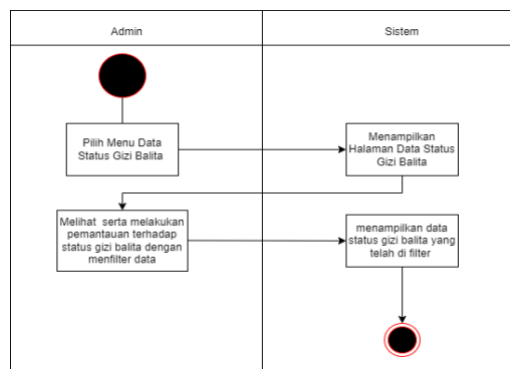 Admin
Sistem
Pilih Menu Data
Status Gizi Balita
Menampilkan
Halaman Data Status
Gizi Balita
Melihat serta melakukan
pemantauan terhadap
status gizi balita dengan
menfilter data
menampilkan data
status gizi balita yang
telah di filter